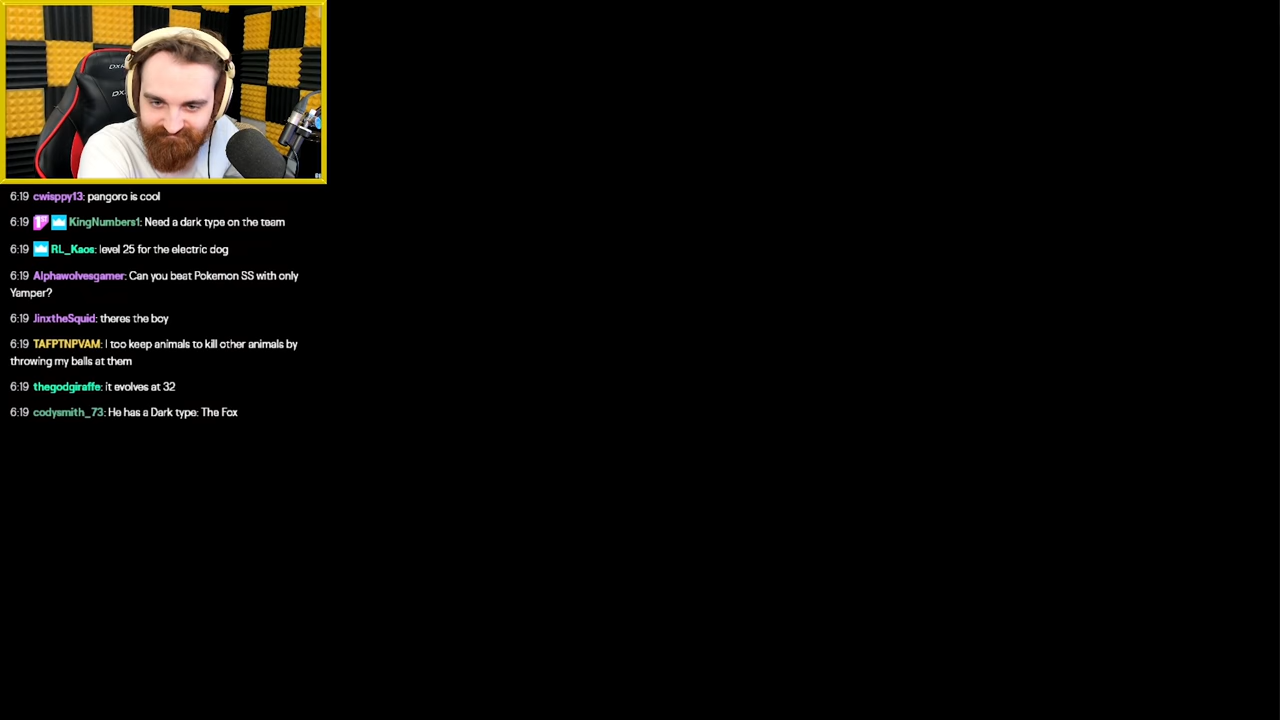 6:19 cwisppy13: pangoro is cool
6:19 KingNumbers1: Need a dark type on the team
6:19 RL_Kaos: level 25 for the electric dog
6:19 Alphawolvesgamer: Can you beat Pokemon SS with only
Yamper?
6:19 JinxtheSquid: theres the boy
6:19 TAFPTNPVAM: I too keep animals to kill other animals by
throwing my balls at them
6:19 thegodgiraffe: it evolves at 32
6:19 codysmith_73: He has a Dark type: The Fox